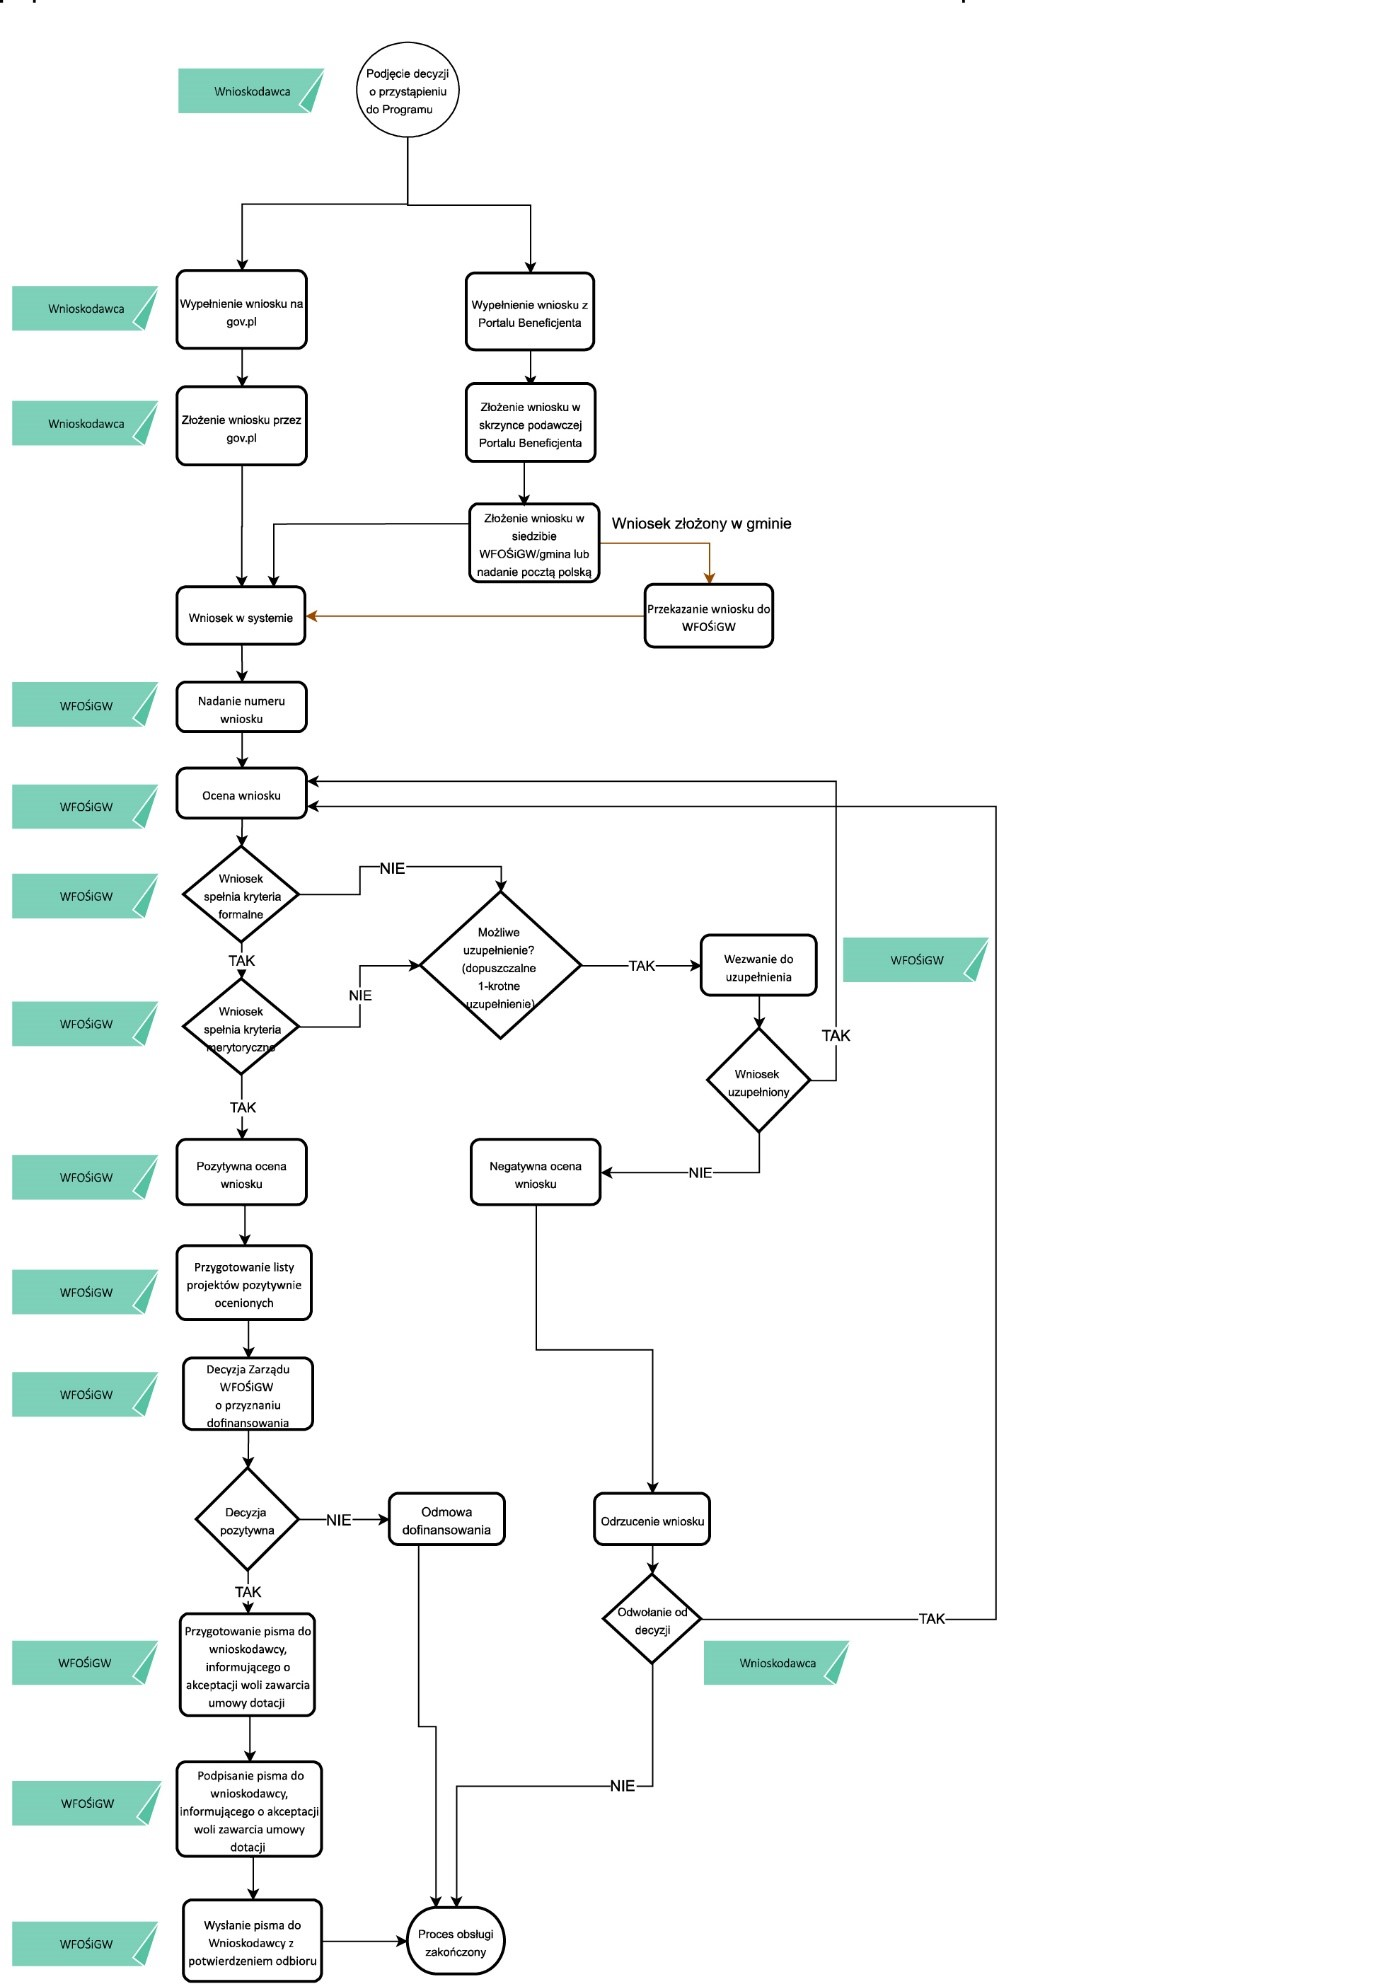 Wnioskodawca
Podjęcie decyzji
o przystąpieniu
do Programu
Wnioskodawca
Wypełnienie wniosku na
gov.pl
Wypełnienie wniosku z
Portalu Beneficjenta
Wnioskodawca
Złożenie wniosku przez
gov.pl
Złożenie wniosku w
skrzynce podawczej
Portalu Beneficjenta
Złożenie wniosku w
siedzibie
WFOŚiGW/gmina lub
nadanie pocztą polską
Wniosek złożony w gminie
Wniosek w systemie
Przekazanie wniosku do
WFOŚiGW
WFOŚiGW
Nadanie numeru
wniosku
WFOŚiGW
Ocena wniosku
WFOŚiGW
Wniosek
spełnia kryteria
formalne
NIE
Możliwe
uzupełnienie?
(dopuszczalne
1-krotne
uzupełnienie)
TAK
Wezwanie do
uzupełnienia
WFOŚiGW
TAK
NIE
WFOŚiGW
Wniosek
spełnia kryteria
merytoryczne
TAK
Wniosek
uzupełniony
TAK
WFOŚiGW
Pozytywna ocena
wniosku
Negatywna ocena
wniosku
NIE
WFOŚiGW
Przygotowanie listy
projektów pozytywnie
ocenionych
WFOŚiGW
Decyzja Zarządu
WFOŚiGW
o przyznaniu
dofinansowania
Decyzja
pozytywna
NIE
Odmowa
dofinansowania
Odrzucenie wniosku
TAK
Odwołanie od
decyzji
TAK
Wnioskodawca
WFOŚiGW
Przygotowanie pisma do
wnioskodawcy,
informującego o
akceptacji woli zawarcia
umowy dotacji
NIE
WFOŚiGW
Podpisanie pisma do
wnioskodawcy,
informującego o akceptacji
woli zawarcia umowy
dotacji
WFOŚiGW
Wysłanie pisma do
Wnioskodawcy z
potwierdzeniem odbioru
Proces obsługi
zakończony